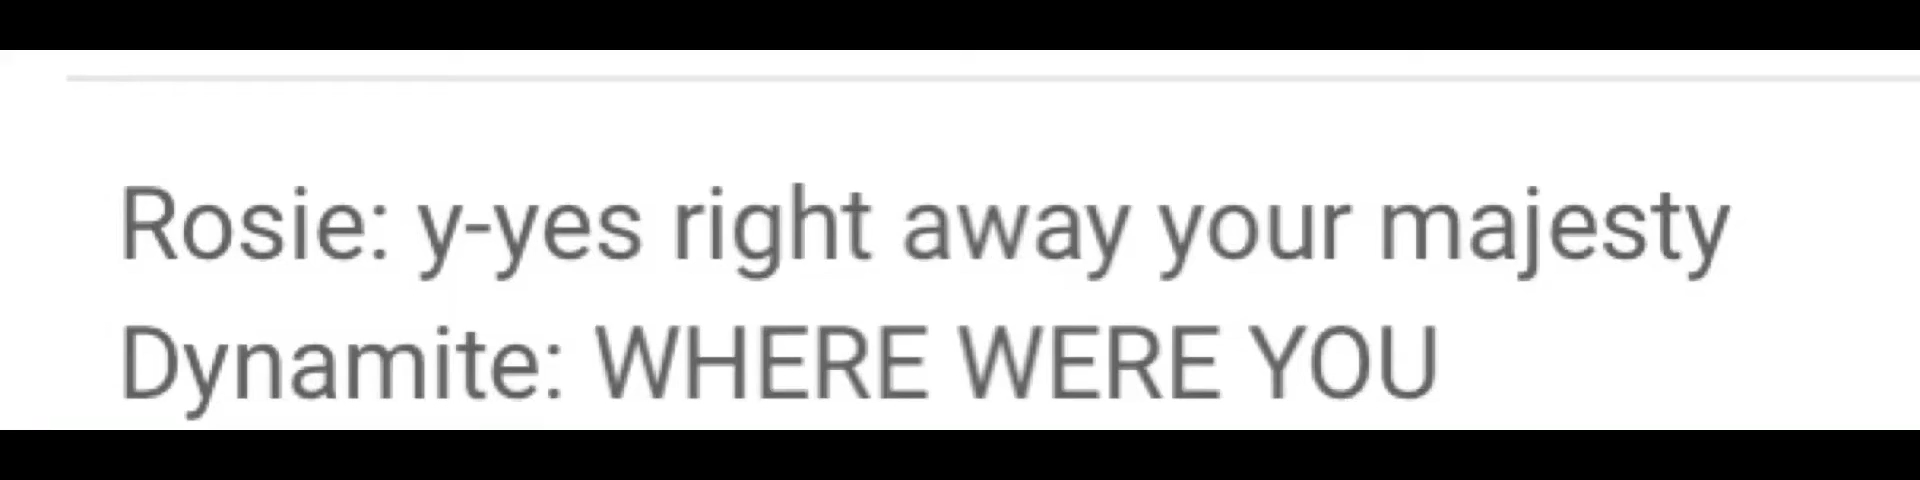 Rosie: y-yes right away your majesty
Dynamite: WHERE WERE YOU